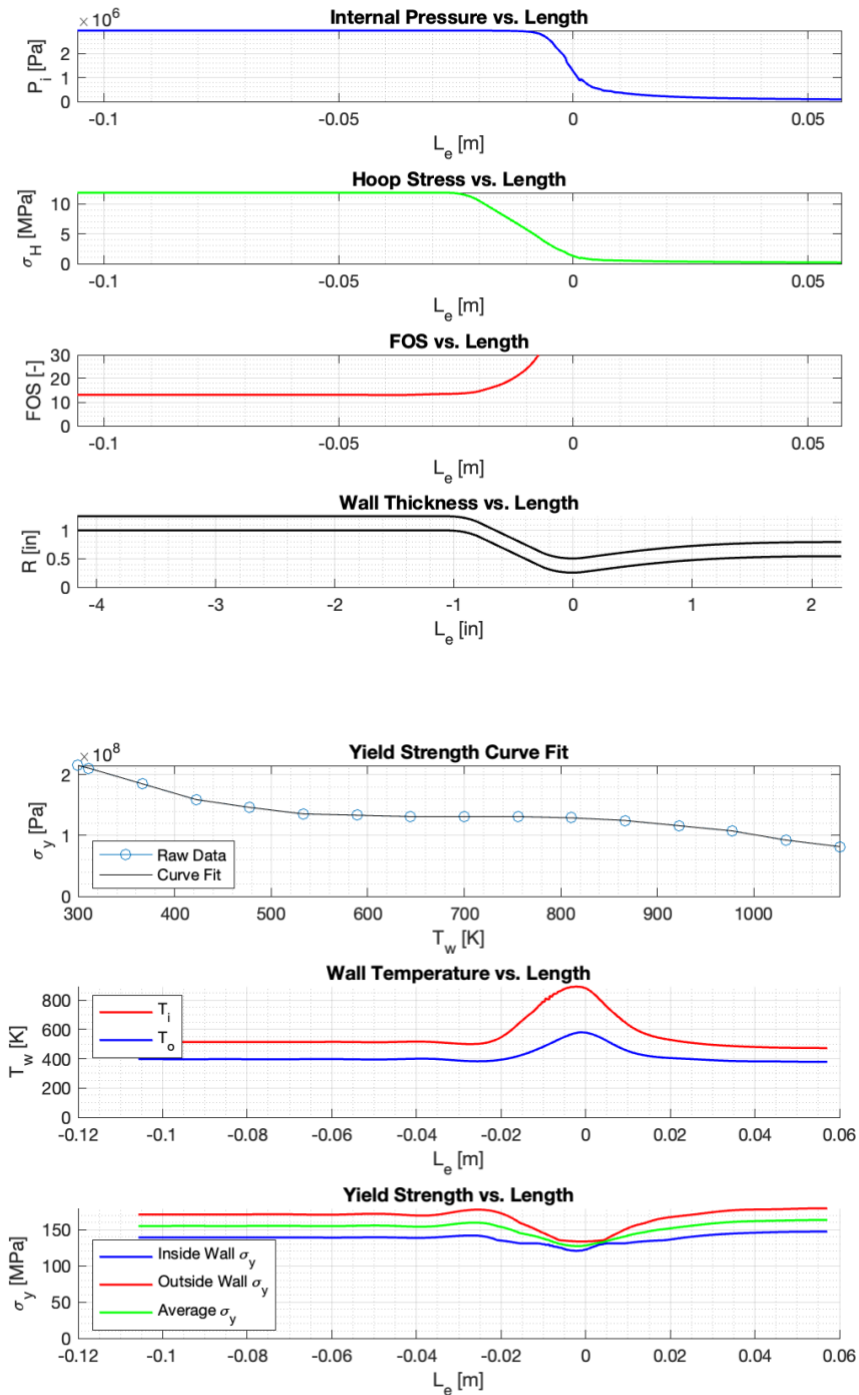 Internal Pressure vs. Length
× 10^6
P_i [Pa]
2
1
0
-0.1 -0.05 0 0.05
L_e [m]
Hoop Stress vs. Length
σ_H [MPa]
10
5
0
-0.1 -0.05 0 0.05
L_e [m]
FOS vs. Length
FOS [-]
30
20
10
0
-0.1 -0.05 0 0.05
L_e [m]
Wall Thickness vs. Length
R [in]
1
0.5
0
-4 -3 -2 -1 0 1 2
L_e [in]
Yield Strength Curve Fit
× 10^8
σ_y [Pa]
2
1
0
Raw Data
Curve Fit
300 400 500 600 700 800 900 1000
T_w [K]
Wall Temperature vs. Length
T_w [K]
800
600
400
200
0
T_i
T_o
-0.12 -0.1 -0.08 -0.06 -0.04 -0.02 0 0.02 0.04 0.06
L_e [m]
Yield Strength vs. Length
σ_y [MPa]
150
100
50
0
Inside Wall σ_y
Outside Wall σ_y
Average σ_y
-0.12 -0.1 -0.08 -0.06 -0.04 -0.02 0 0.02 0.04 0.06
L_e [m]